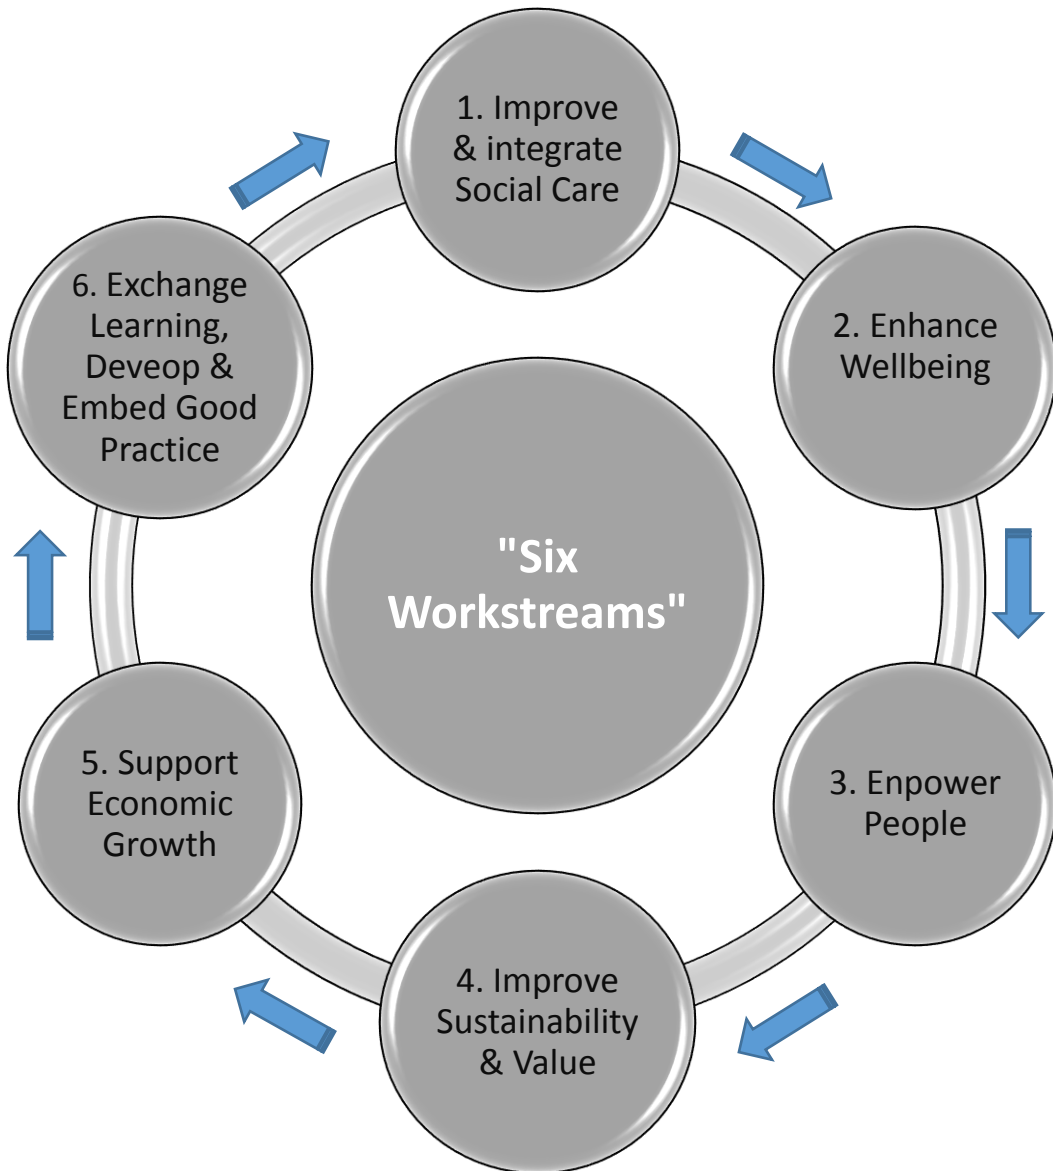 1. Improve
& integrate
Social Care
2. Enhance
Wellbeing
3. Enpower
People
4. Improve
Sustainability
& Value
5. Support
Economic
Growth
6. Exchange
Learning,
Deveop &
Embed Good
Practice
"Six
Workstreams"